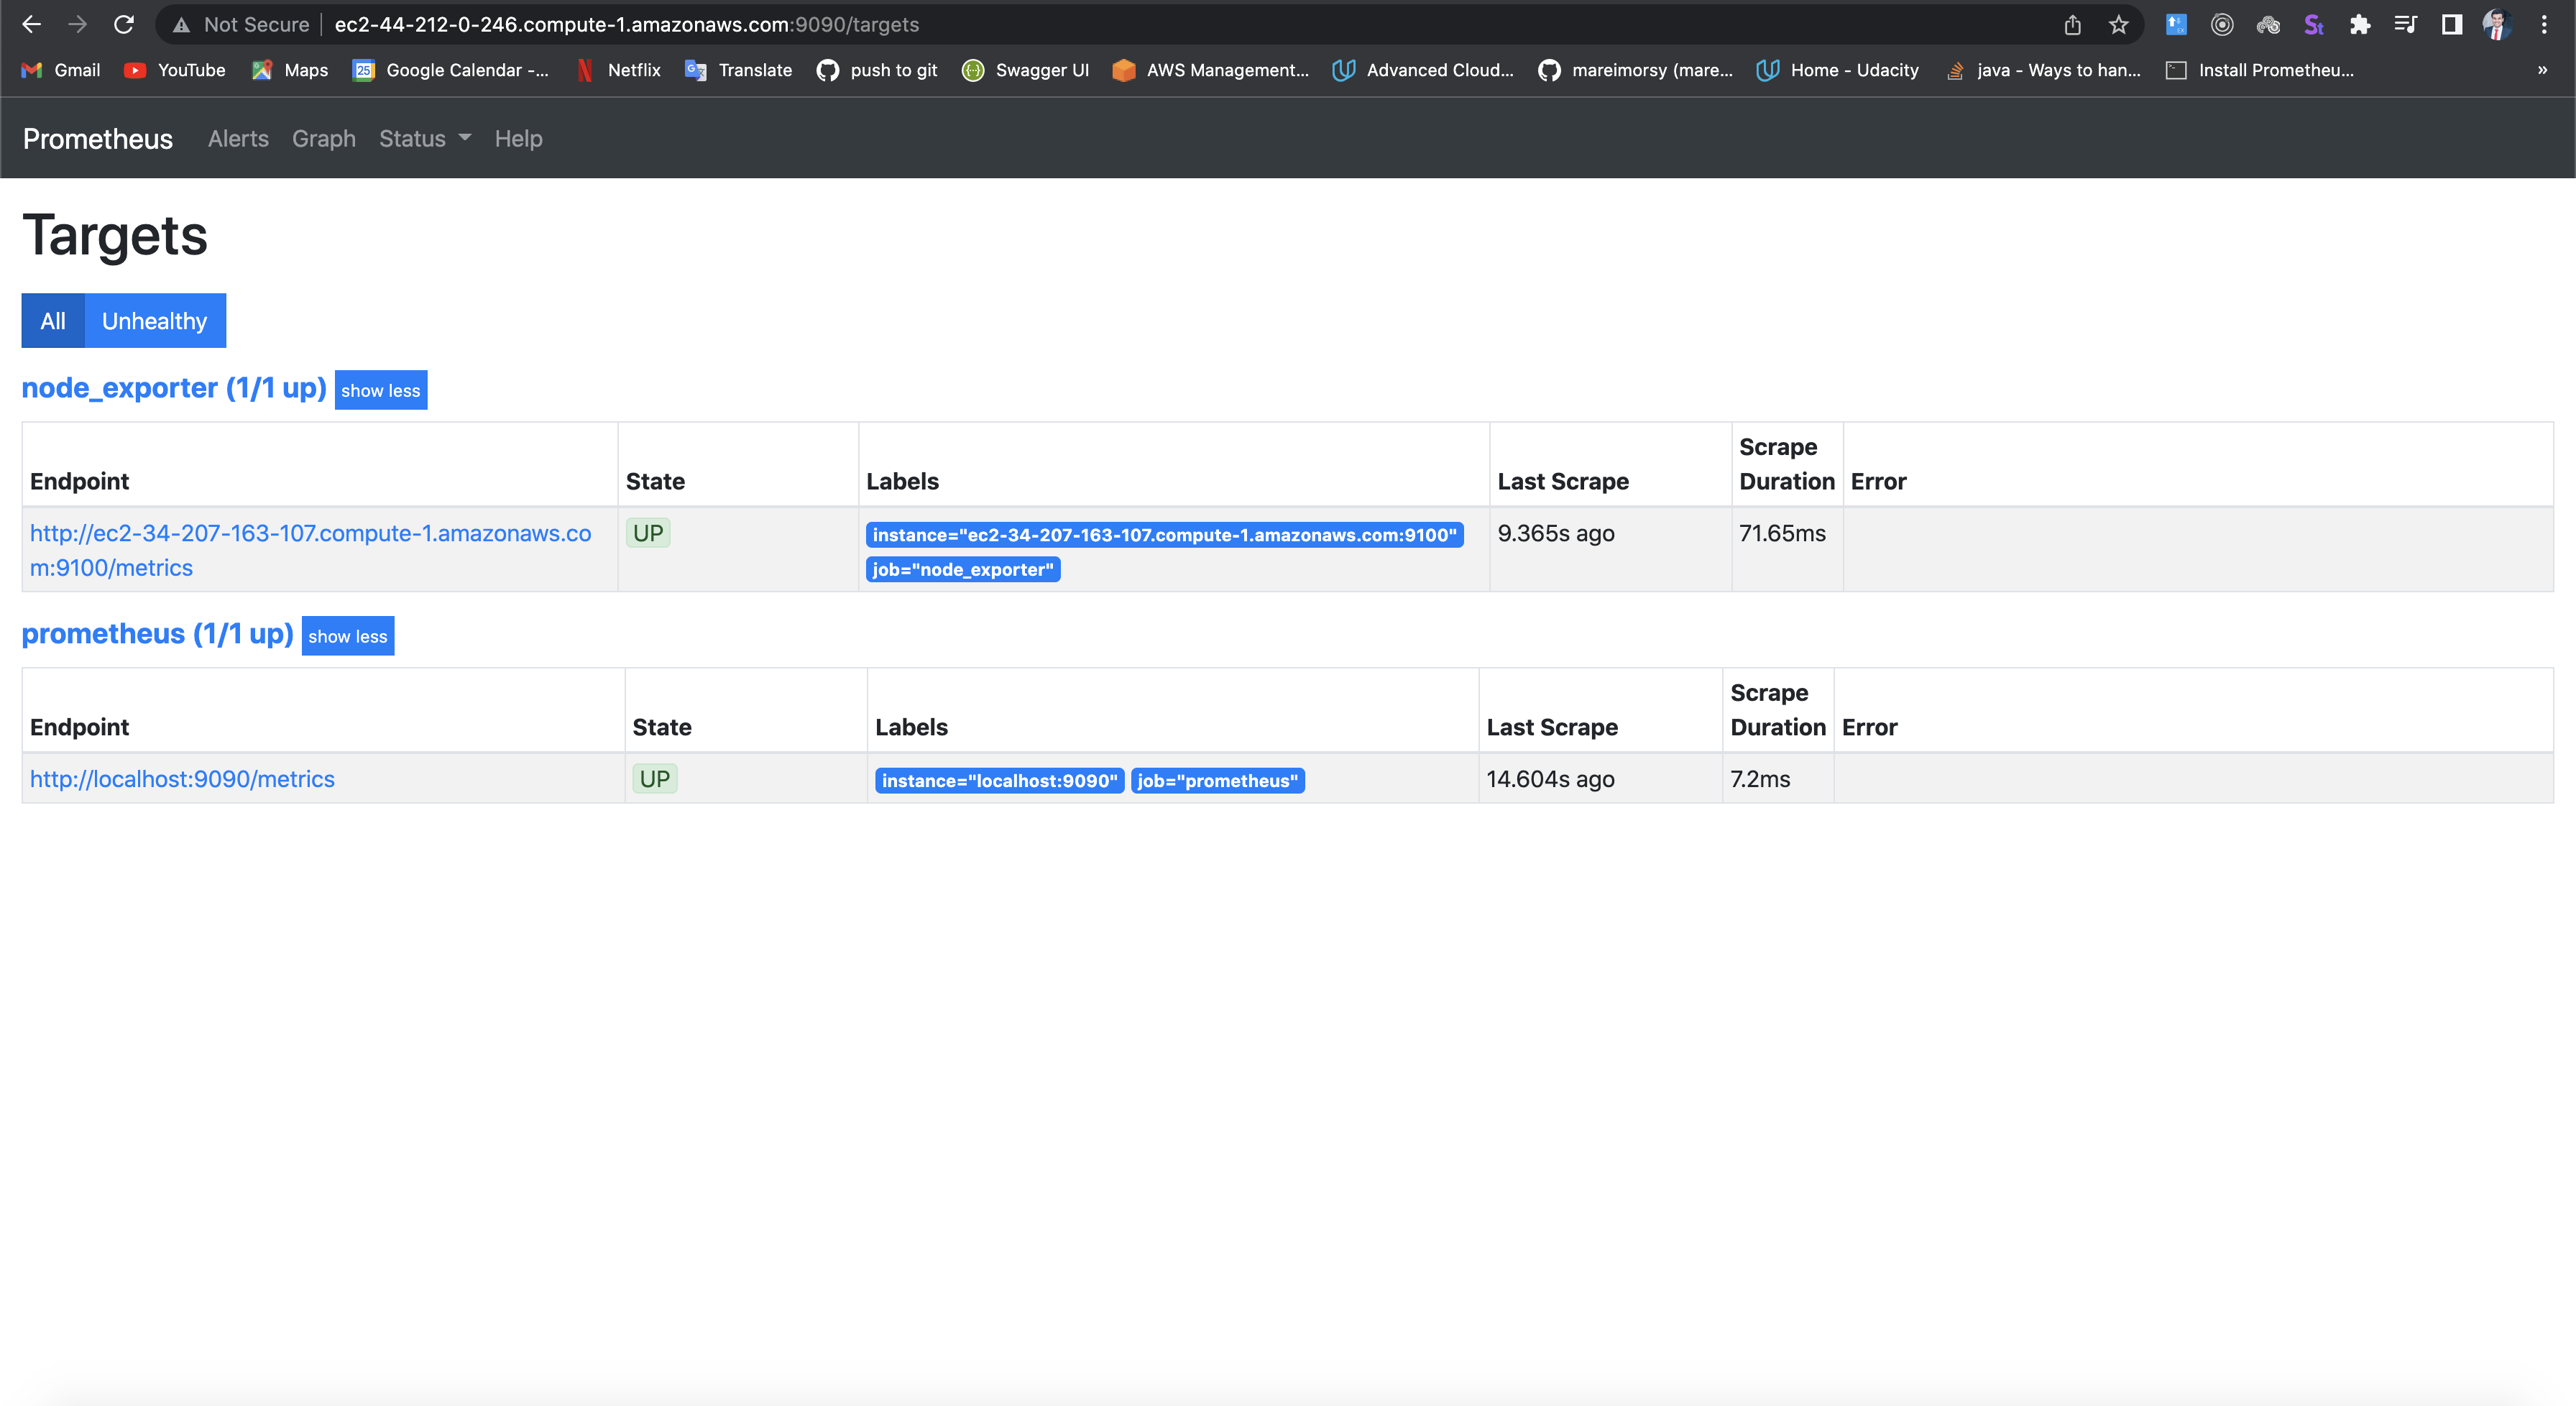 Not Secure ec2-44-212-0-246.compute-1.amazonaws.com:9090/targets
Gmail YouTube Maps 25 Google Calendar -... Netflix Translate push to git Swagger UI AWS Management... Advanced Cloud... mareimorsy (mare... Home - Udacity java - Ways to han... Install Prometheu... »
Prometheus Alerts Graph Status Help
Targets
All Unhealthy
node_exporter (1/1 up) show less
Endpoint State Labels Last Scrape Scrape Duration Error
http://ec2-34-207-163-107.compute-1.amazonaws.co UP instance="ec2-34-207-163-107.compute-1.amazonaws.com:9100" 9.365s ago 71.65ms
m:9100/metrics job="node_exporter"
prometheus (1/1 up) show less
Endpoint State Labels Last Scrape Scrape Duration Error
http://localhost:9090/metrics UP instance="localhost:9090" job="prometheus" 14.604s ago 7.2ms